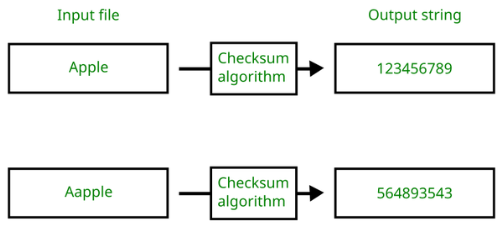 Input file
Output string
Apple
Checksum
algorithm
123456789
Aapple
Checksum
algorithm
564893543